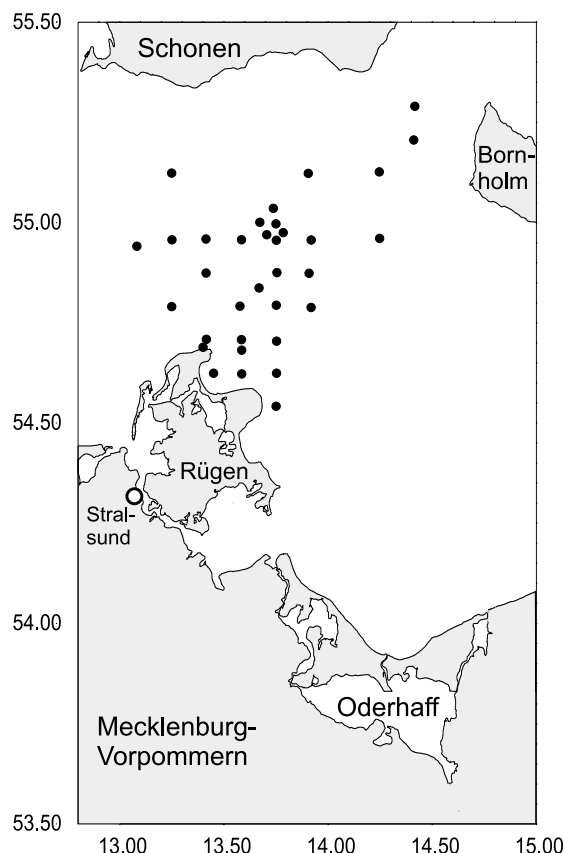 55.50
Schonen
Born-
holm
55.00
54.50
Rügen
Stral-
sund
54.00
Oderhaff
Mecklenburg-
Vorpommern
53.50
13.00 13.50 14.00 14.50 15.00